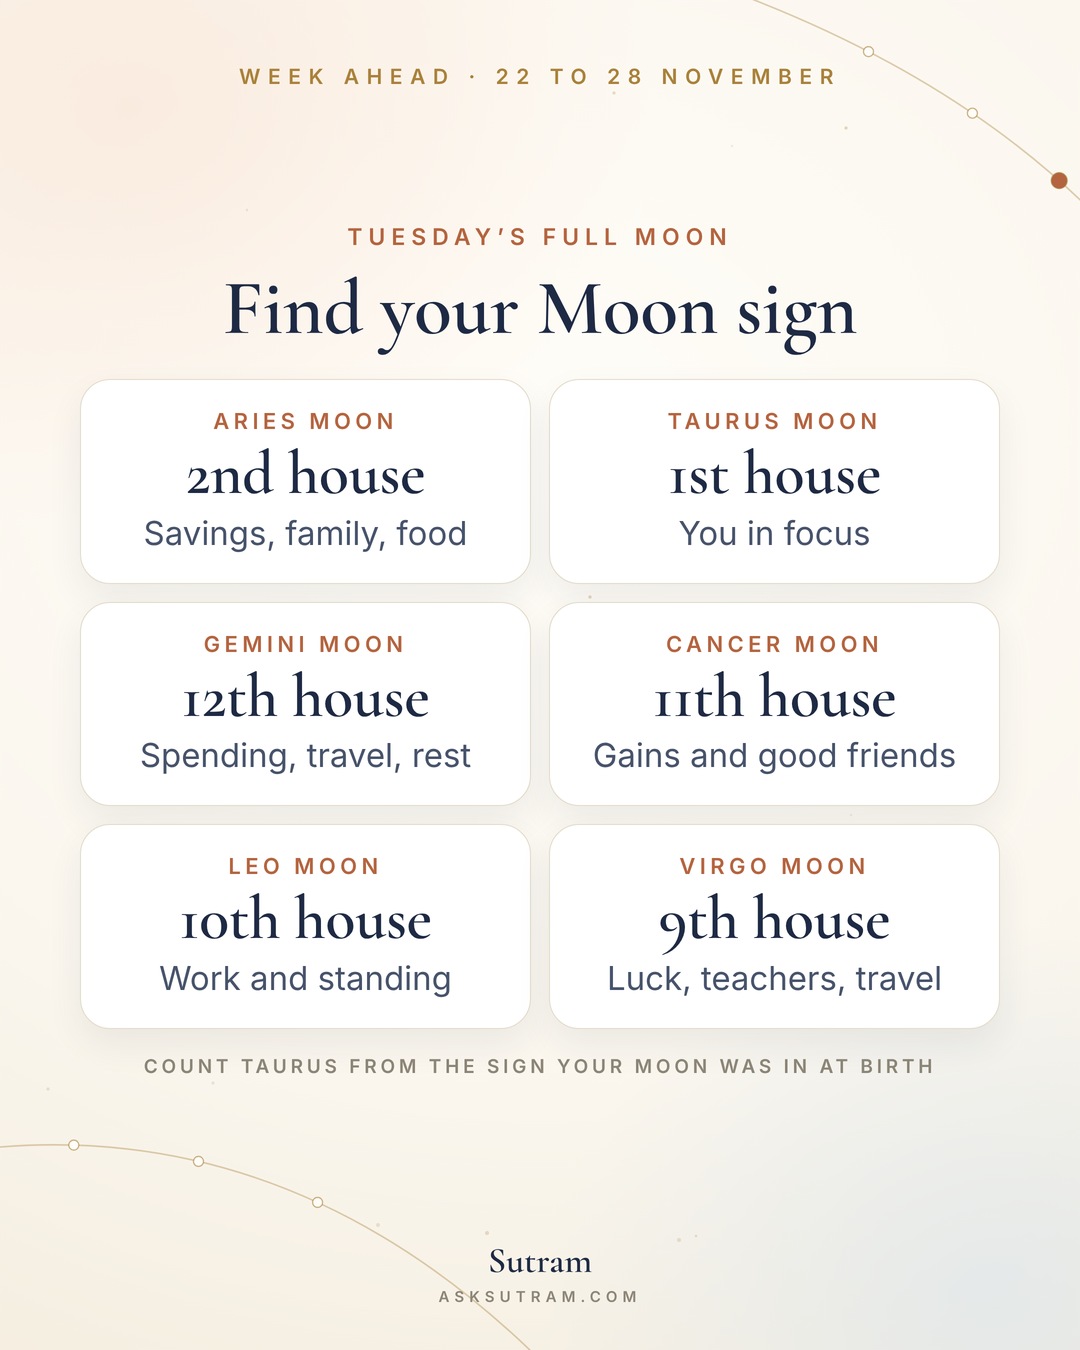 WEEK AHEAD · 22 TO 28 NOVEMBER
TUESDAY’S FULL MOON
Find your Moon sign
ARIES MOON
2nd house
Savings, family, food
TAURUS MOON
1st house
You in focus
GEMINI MOON
12th house
Spending, travel, rest
CANCER MOON
11th house
Gains and good friends
LEO MOON
10th house
Work and standing
VIRGO MOON
9th house
Luck, teachers, travel
COUNT TAURUS FROM THE SIGN YOUR MOON WAS IN AT BIRTH
Sutram
ASKSUTRAM.COM